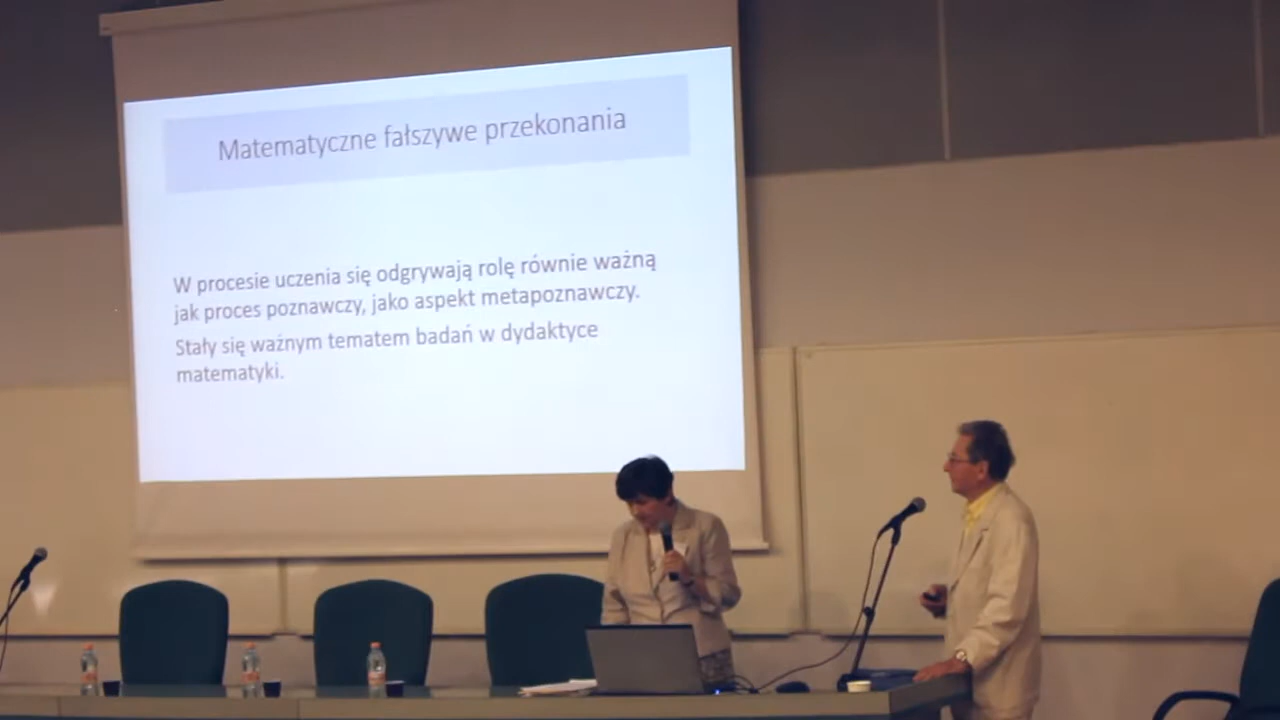 Matematyczne fałszywe przekonania
W procesie uczenia się odgrywają rolę równie ważną
jak proces poznawczy, jako aspekt metapoznawczy.
Stały się ważnym tematem badań w dydaktyce
matematyki.